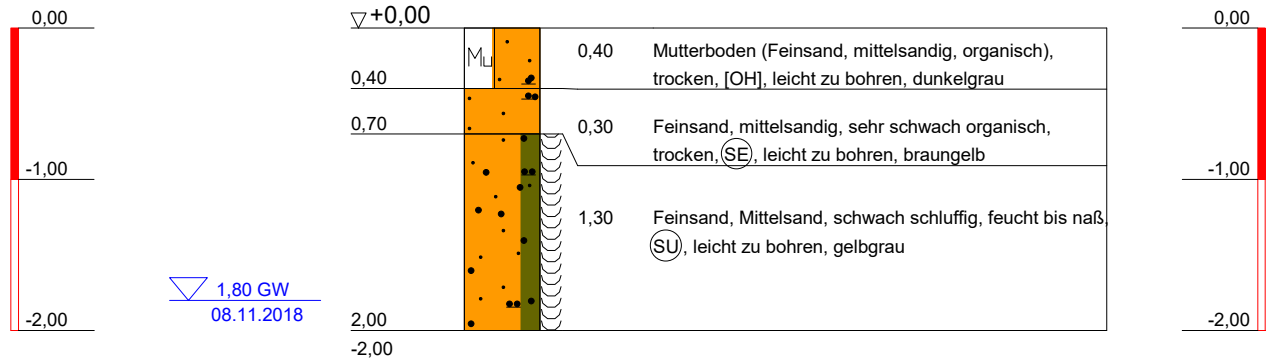 0,00
+0,00
0,00
Mu
0,40
Mutterboden (Feinsand, mittelsandig, organisch),
trocken, [OH], leicht zu bohren, dunkelgrau
0,40
0,70
0,30
Feinsand, mittelsandig, sehr schwach organisch,
trocken, SE, leicht zu bohren, braungelb
-1,00
-1,00
1,30
Feinsand, Mittelsand, schwach schluffig, feucht bis naß,
SU, leicht zu bohren, gelbgrau
1,80 GW
08.11.2018
-2,00
2,00
-2,00
-2,00